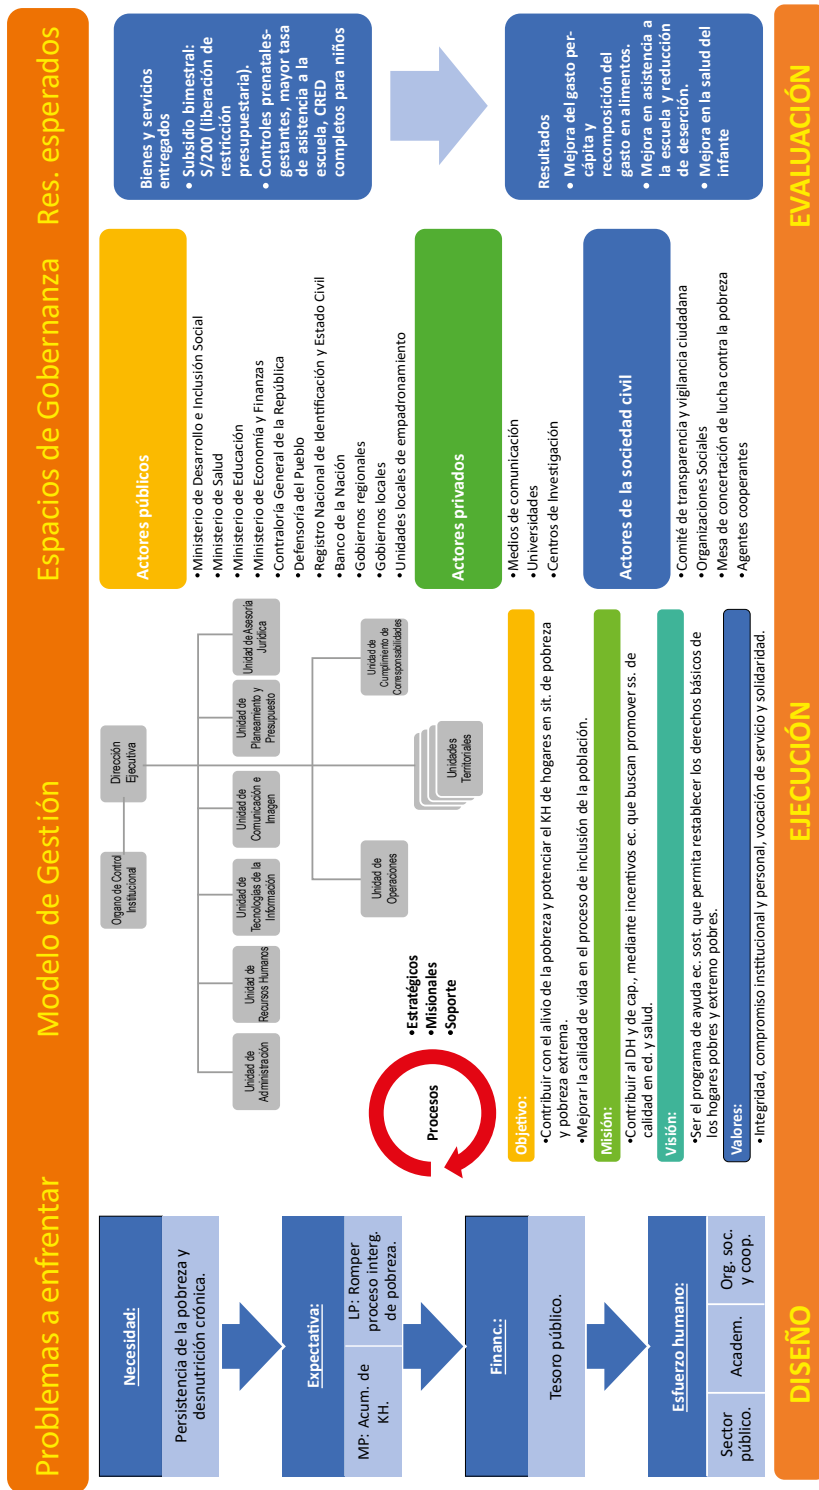 Problemas a enfrentar
Modelo de Gestión
Espacios de Gobernanza
Res. esperados
Necesidad:
Persistencia de la pobreza y
desnutrición crónica.
Expectativa:
MP: Acum. de
KH.
LP: Romper
proceso interg.
de pobreza.
Financ.:
Tesoro público.
Esfuerzo humano:
Sector
público.
Academ.
Org. soc.
y coop.
Organo de Control
Institucional
Dirección
Ejecutiva
Unidad de
Administración
Unidad de
Recursos Humanos
Unidad de
Tecnologías de la
Información
Unidad de
Comunicación e
Imagen
Unidad de
Planeamiento y
Presupuesto
Unidad de Asesoría
Jurídica
Unidad de
Operaciones
Unidades
Territoriales
Unidad de
Cumplimiento de
Corresponsabilidades
Procesos
•Estratégicos
•Misionales
•Soporte
Objetivo:
•Contribuir con el alivio de la pobreza y potenciar el KH de hogares en sit. de pobreza
y pobreza extrema.
•Mejorar la calidad de vida en el proceso de inclusión de la población.
Misión:
•Contribuir al DH y de cap., mediante incentivos ec. que buscan promover ss. de
calidad en ed. y salud.
Visión:
•Ser el programa de ayuda ec. sost. que permita restablecer los derechos básicos de
los hogares pobres y extremo pobres.
Valores:
•Integridad, compromiso institucional y personal, vocación de servicio y solidaridad.
Actores públicos
•Ministerio de Desarrollo e Inclusión Social
•Ministerio de Salud
•Ministerio de Educación
•Ministerio de Economía y Finanzas
•Contraloría General de la República
•Defensoría del Pueblo
•Registro Nacional de Identificación y Estado Civil
•Banco de la Nación
•Gobiernos regionales
•Gobiernos locales
•Unidades locales de empadronamiento
Actores privados
•Medios de comunicación
•Universidades
•Centros de Investigación
Actores de la sociedad civil
•Comité de transparencia y vigilancia ciudadana
•Organizaciones Sociales
•Mesa de concertación de lucha contra la pobreza
•Agentes cooperantes
Bienes y servicios
entregados
• Subsidio bimestral:
S/200 (liberación de
restricción
presupuestaria).
• Controles prenatales-
gestantes, mayor tasa
de asistencia a la
escuela, CRED
completos para niños
Resultados
• Mejora del gasto per-
cápita y
recomposición del
gasto en alimentos.
• Mejora en asistencia a
la escuela y reducción
de deserción.
• Mejora en la salud del
infante
DISEÑO
EJECUCIÓN
EVALUACIÓN